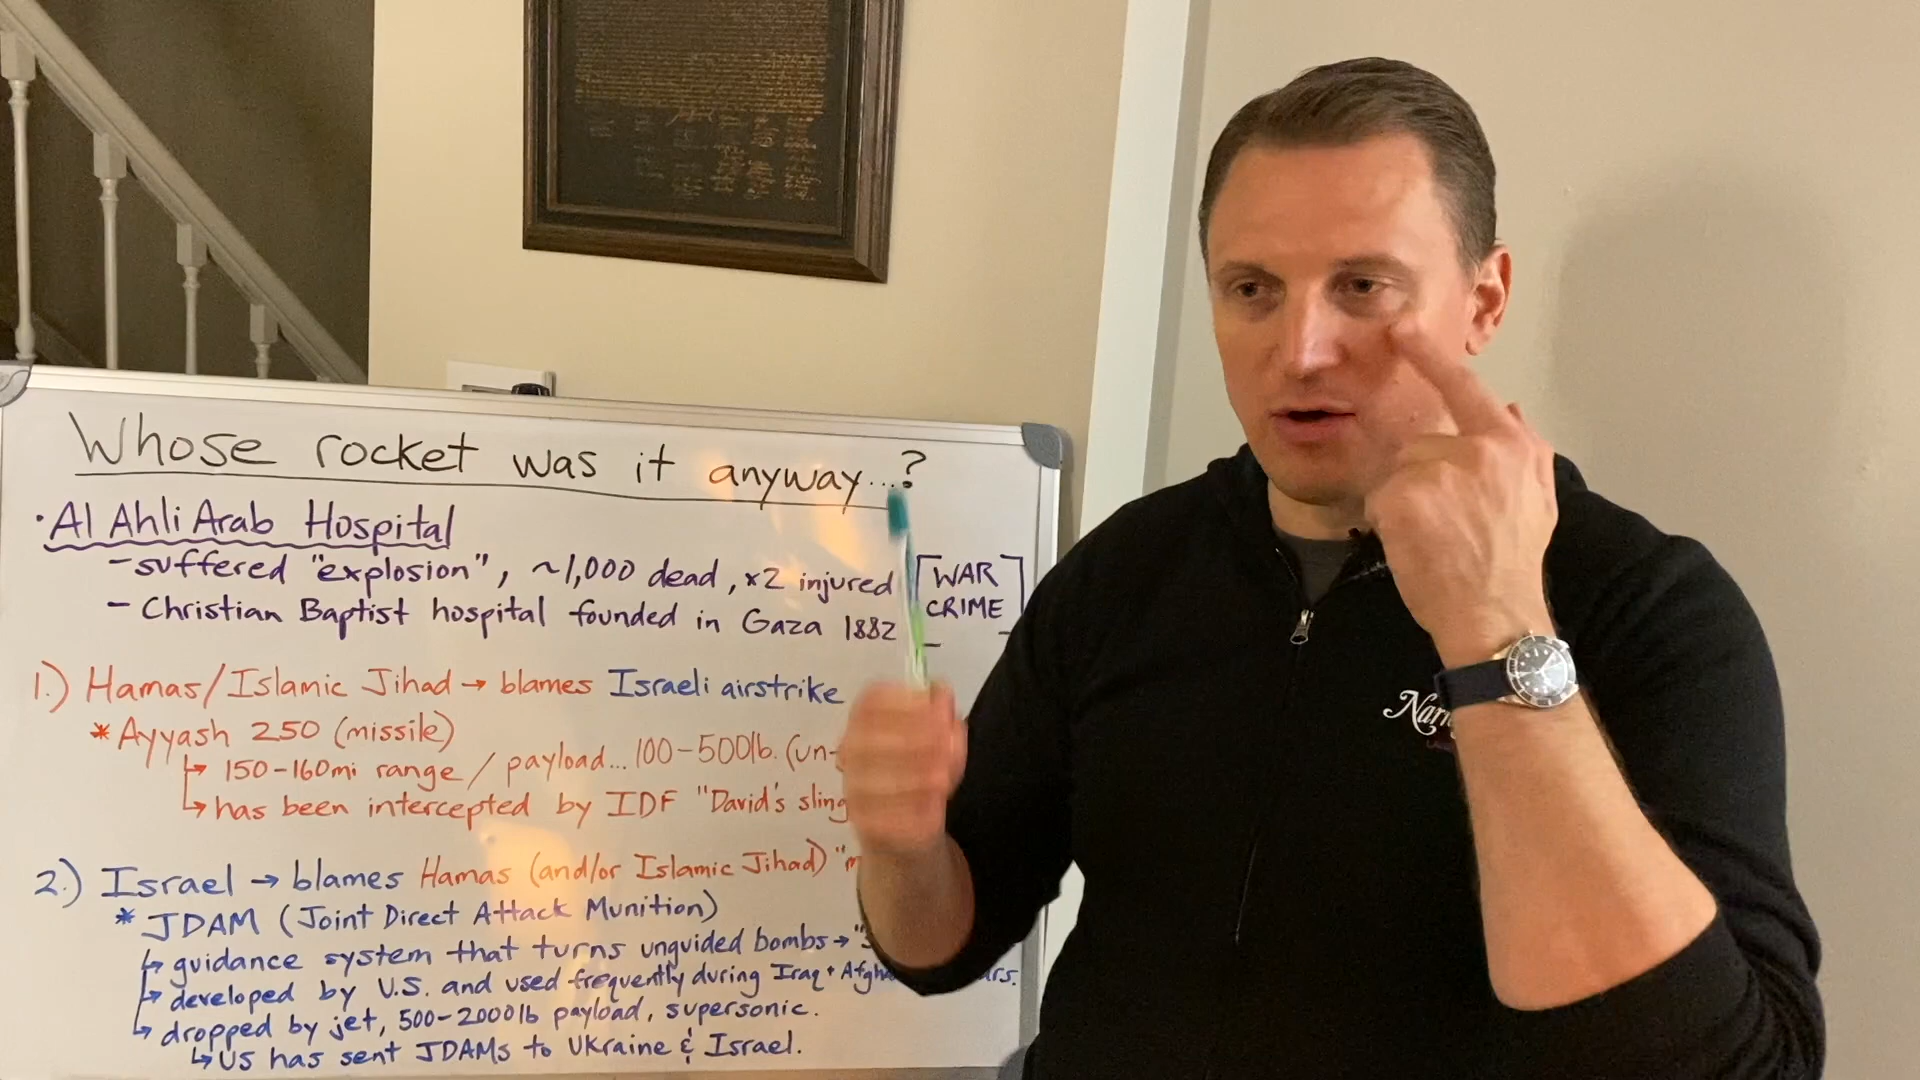 Whose rocket was it anyway...?
• Al Ahli Arab Hospital
- suffered "explosion", ~1,000 dead, x2 injured
- Christian Baptist hospital founded in Gaza 1882
[WAR
CRIME]
1.) Hamas/Islamic Jihad → blames Israeli airstrike
* Ayyash 250 (missile)
↳ 150-160mi range / payload... 100-500lb. (un-
↳ has been intercepted by IDF "David's sling
2.) Israel → blames Hamas (and/or Islamic Jihad) "m
* JDAM (Joint Direct Attack Munition)
↳ guidance system that turns unguided bombs → "
↳ developed by U.S. and used frequently during Iraq + Afgha
↳ dropped by jet, 500-2000lb payload, supersonic.
↳ US has sent JDAMs to Ukraine & Israel.
Nar